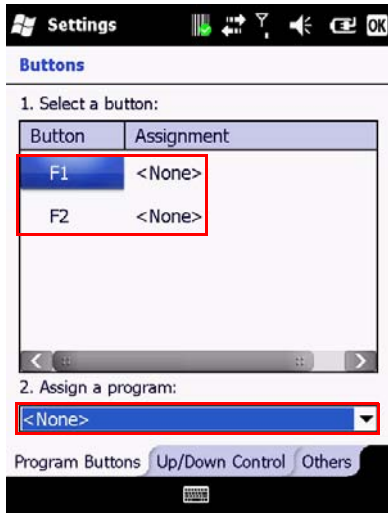 Settings OK
Buttons
1. Select a button:
Button Assignment
F1 <None>
F2 <None>
2. Assign a program:
<None>
Program Buttons Up/Down Control Others